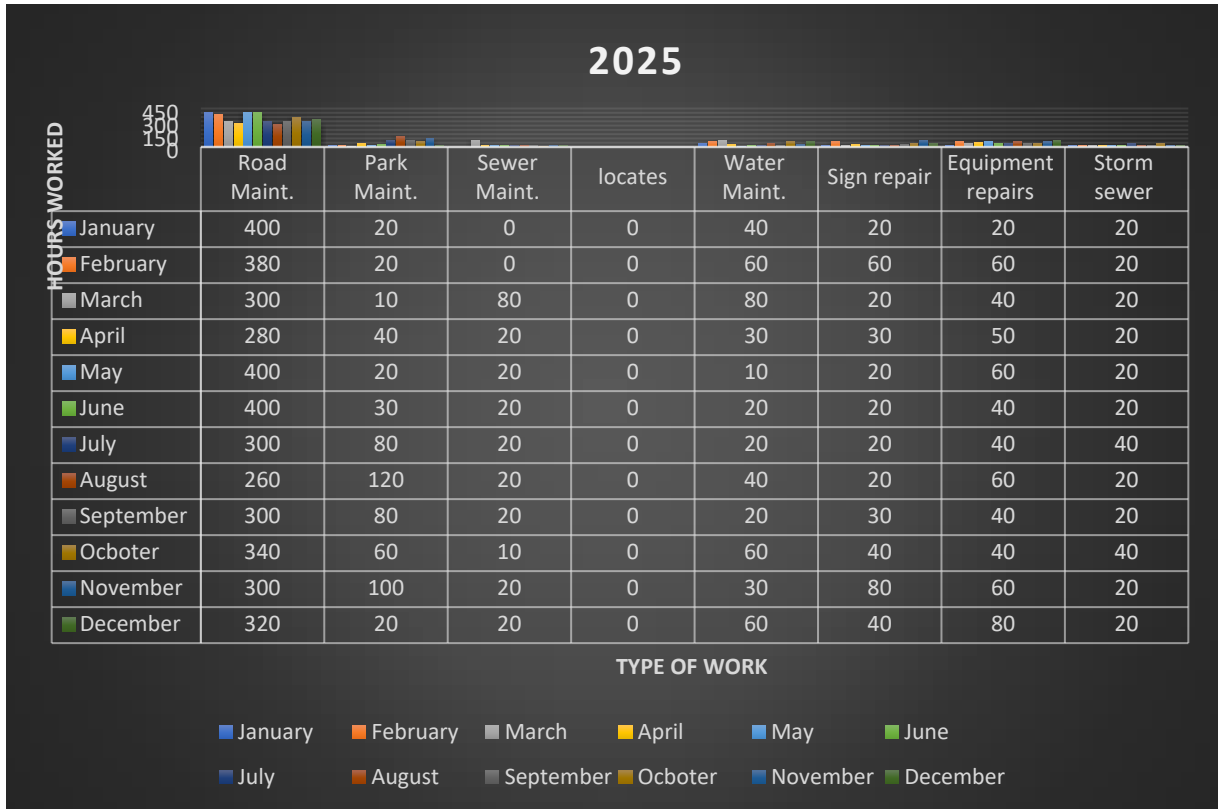 2025
HOURS WORKED
450
300
150
0
Road Maint. Park Maint. Sewer Maint. locates Water Maint. Sign repair Equipment repairs Storm sewer
January 400 20 0 0 40 20 20 20
February 380 20 0 0 60 60 60 20
March 300 10 80 0 80 20 40 20
April 280 40 20 0 30 30 50 20
May 400 20 20 0 10 20 60 20
June 400 30 20 0 20 20 40 20
July 300 80 20 0 20 20 40 40
August 260 120 20 0 40 20 60 20
September 300 80 20 0 20 30 40 20
Ocboter 340 60 10 0 60 40 40 40
November 300 100 20 0 30 80 60 20
December 320 20 20 0 60 40 80 20
TYPE OF WORK
January February March April May June
July August September Ocboter November December